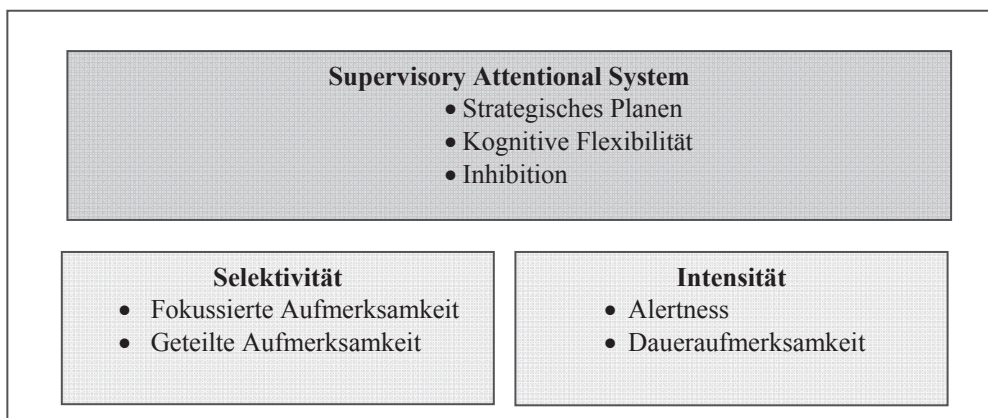 Supervisory Attentional System
• Strategisches Planen
• Kognitive Flexibilität
• Inhibition
Selektivität
• Fokussierte Aufmerksamkeit
• Geteilte Aufmerksamkeit
Intensität
• Alertness
• Daueraufmerksamkeit